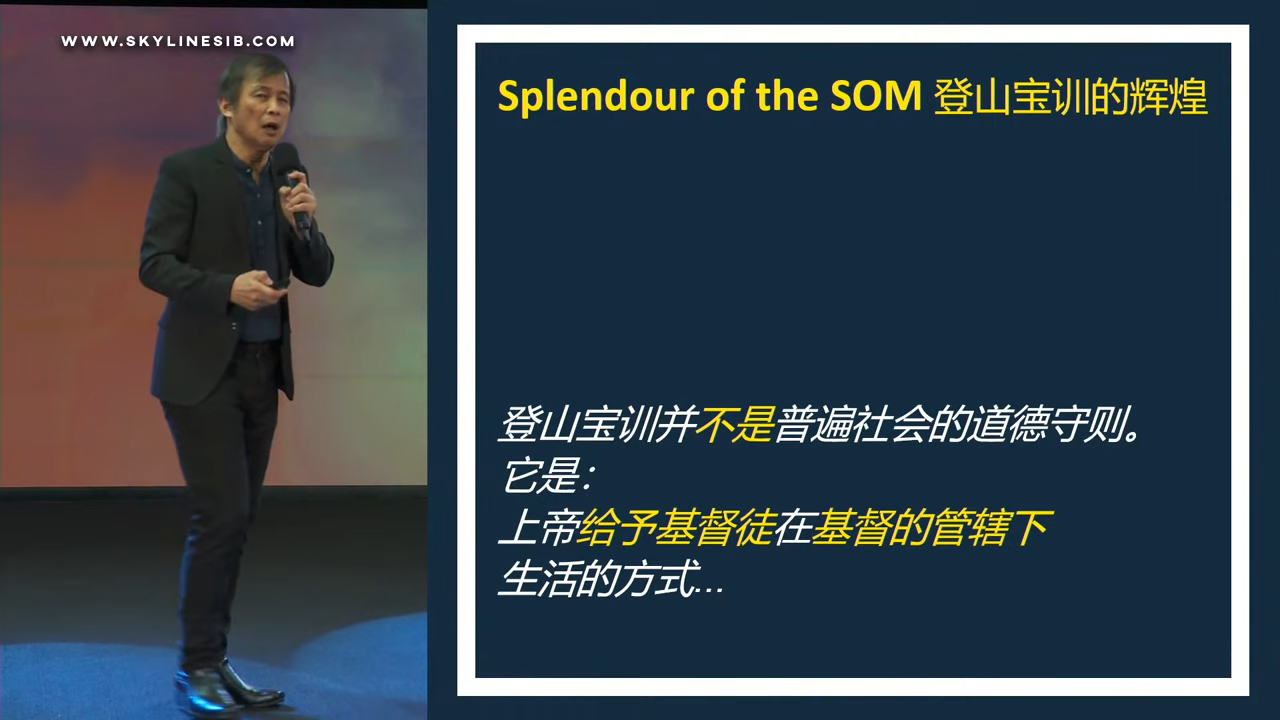 WWW.SKYLINESIB.COM
Splendour of the SOM 登山宝训的辉煌
登山宝训并不是普遍社会的道德守则。
它是：
上帝给予基督徒在基督的管辖下
生活的方式...